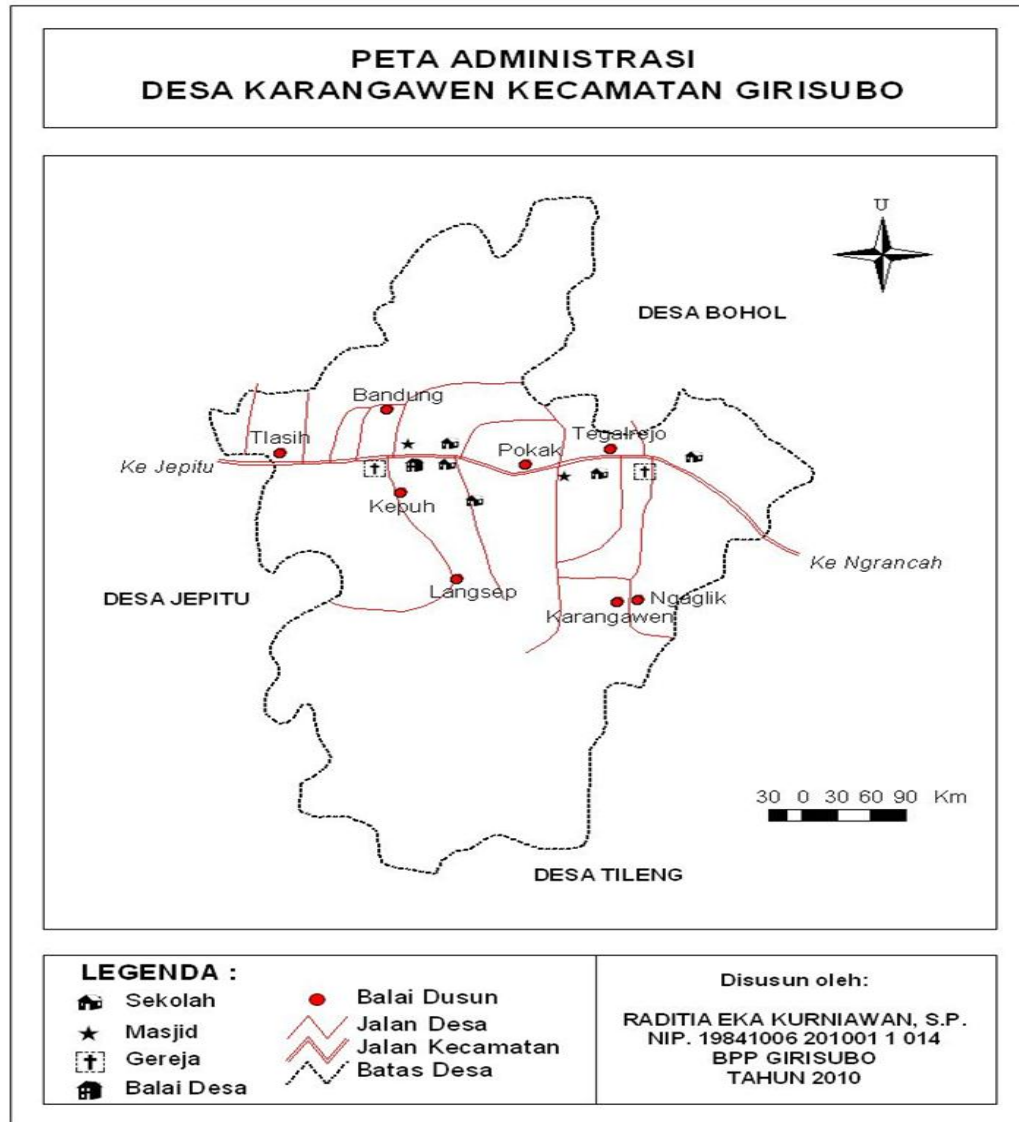 PETA ADMINISTRASI
DESA KARANGAWEN KECAMATAN GIRISUBO
U
DESA BOHOL
Bandung
Tlasih
Tegalrejo
Pokak
Ke Jepitu
Kepuh
Ke Ngrancah
DESA JEPITU
Langsep
Ngaglik
Karangawen
30 0 30 60 90 Km
DESA TILENG
LEGENDA :
Sekolah
Masjid
Gereja
Balai Desa
Balai Dusun
Jalan Desa
Jalan Kecamatan
Batas Desa
Disusun oleh:
RADITIA EKA KURNIAWAN, S.P.
NIP. 19841006 201001 1 014
BPP GIRISUBO
TAHUN 2010